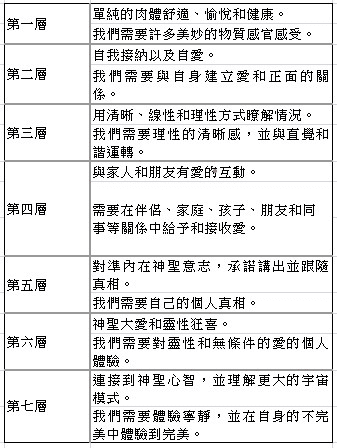 第一層
單純的肉體舒適、愉悅和健康。
我們需要許多美妙的物質感官感受。
第二層
自我接納以及自愛。
我們需要與自身建立愛和正面的關
係。
第三層
用清晰、線性和理性方式瞭解情況。
我們需要理性的清晰感，並與直覺和
諧運轉。
第四層
與家人和朋友有愛的互動。
需要在伴侶、家庭、孩子、朋友和同
事等關係中給予和接收愛。
第五層
對準內在神聖意志，承諾講出並跟隨
真相。
我們需要自己的個人真相。
第六層
神聖大愛和靈性狂喜。
我們需要對靈性和無條件的愛的個人
體驗。
第七層
連接到神聖心智，並理解更大的宇宙
模式。
我們需要體驗寧靜，並在自身的不完
美中體驗到完美。